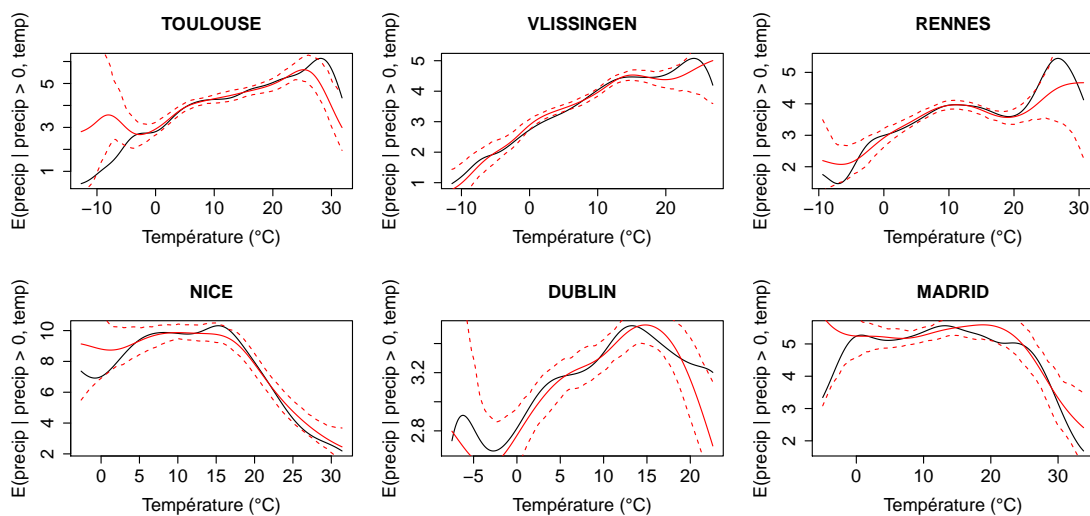 TOULOUSE
E(precip | precip > 0, temp)
1 3 5
−10 0 10 20 30
Température (°C)
VLISSINGEN
E(precip | precip > 0, temp)
1 2 3 4 5
−10 0 10 20
Température (°C)
RENNES
E(precip | precip > 0, temp)
2 3 4 5
−10 0 10 20 30
Température (°C)
NICE
E(precip | precip > 0, temp)
2 4 6 8 10
0 5 10 15 20 25 30
Température (°C)
DUBLIN
E(precip | precip > 0, temp)
2.8 3.2
−5 0 5 10 15 20
Température (°C)
MADRID
E(precip | precip > 0, temp)
2 3 4 5
0 10 20 30
Température (°C)